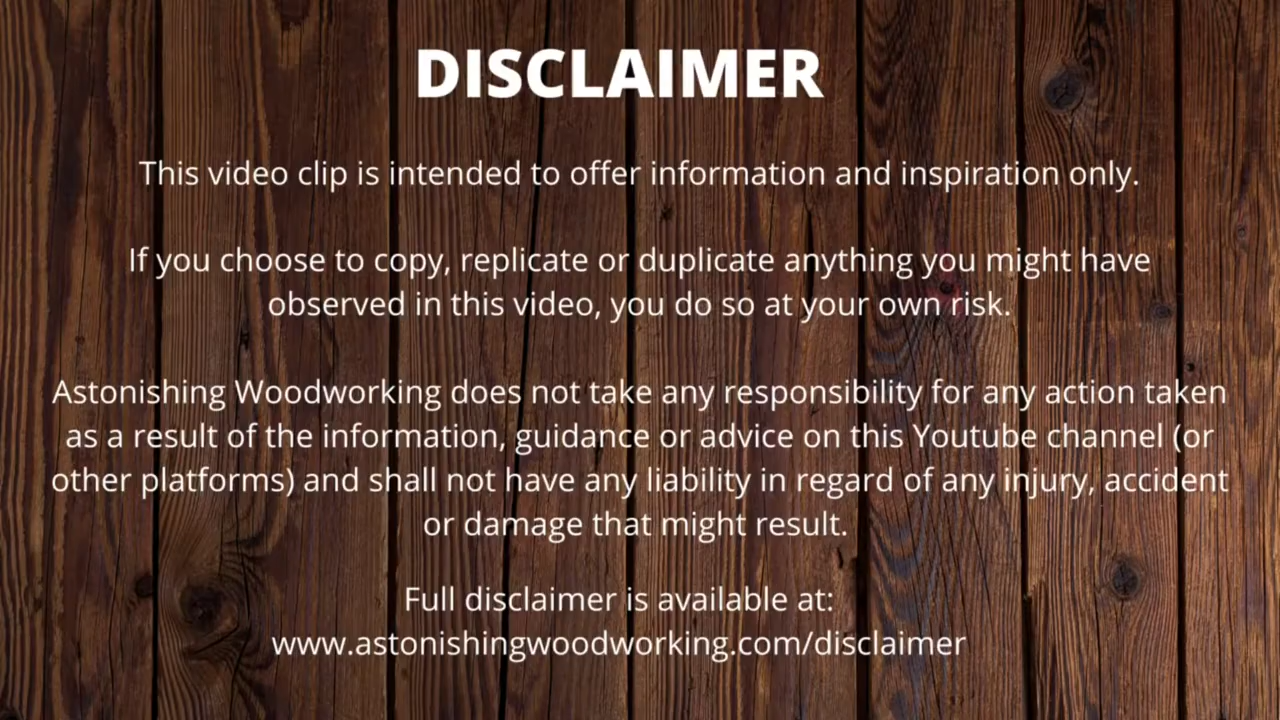 DISCLAIMER
This video clip is intended to offer information and inspiration only.
If you choose to copy, replicate or duplicate anything you might have
observed in this video, you do so at your own risk.
Astonishing Woodworking does not take any responsibility for any action taken
as a result of the information, guidance or advice on this Youtube channel (or
other platforms) and shall not have any liability in regard of any injury, accident
or damage that might result.
Full disclaimer is available at:
www.astonishingwoodworking.com/disclaimer